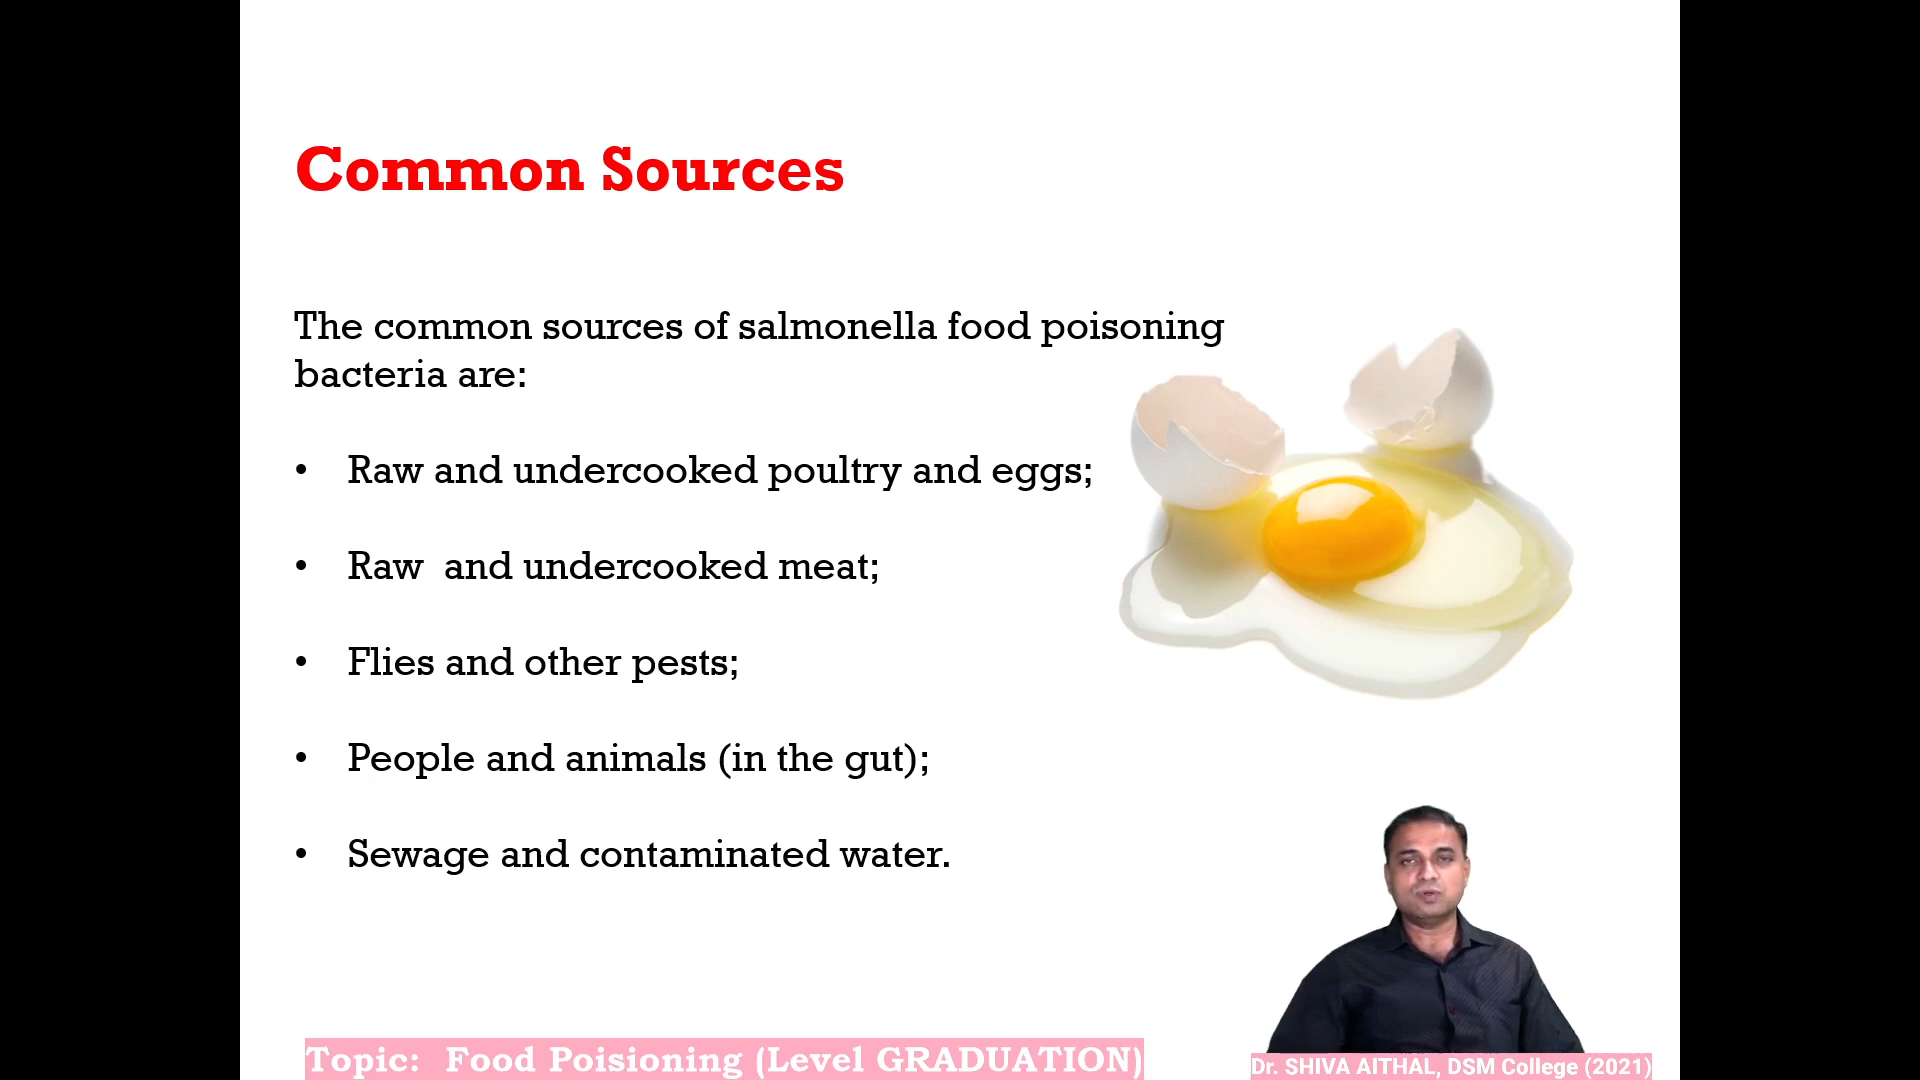 Common Sources
The common sources of salmonella food poisoning
bacteria are:
• Raw and undercooked poultry and eggs;
• Raw  and undercooked meat;
• Flies and other pests;
• People and animals (in the gut);
• Sewage and contaminated water.
Topic:  Food Poisioning (Level GRADUATION)
Dr. SHIVA AITHAL, DSM College (2021)